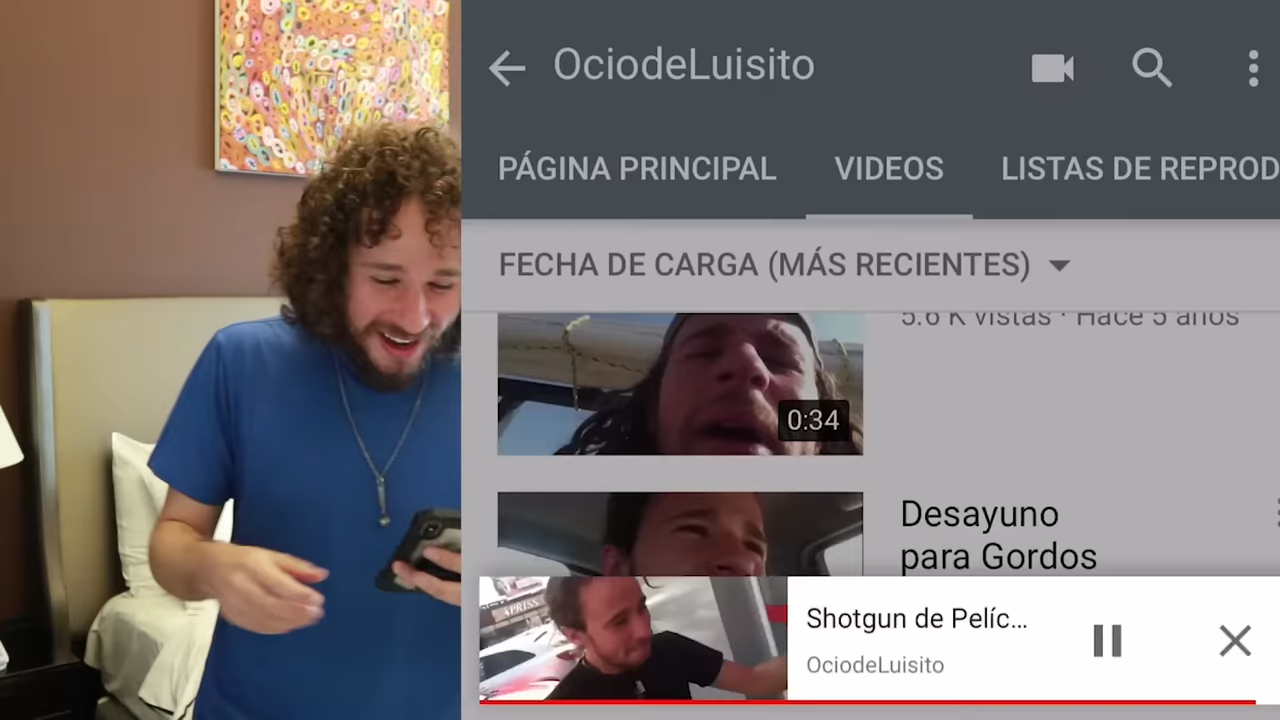 OciodeLuisito
PÁGINA PRINCIPAL VIDEOS LISTAS DE REPROD
FECHA DE CARGA (MÁS RECIENTES)
5.6 K vistas · Hace 5 años
0:34
Desayuno
para Gordos
Shotgun de Pelíc...
OciodeLuisito